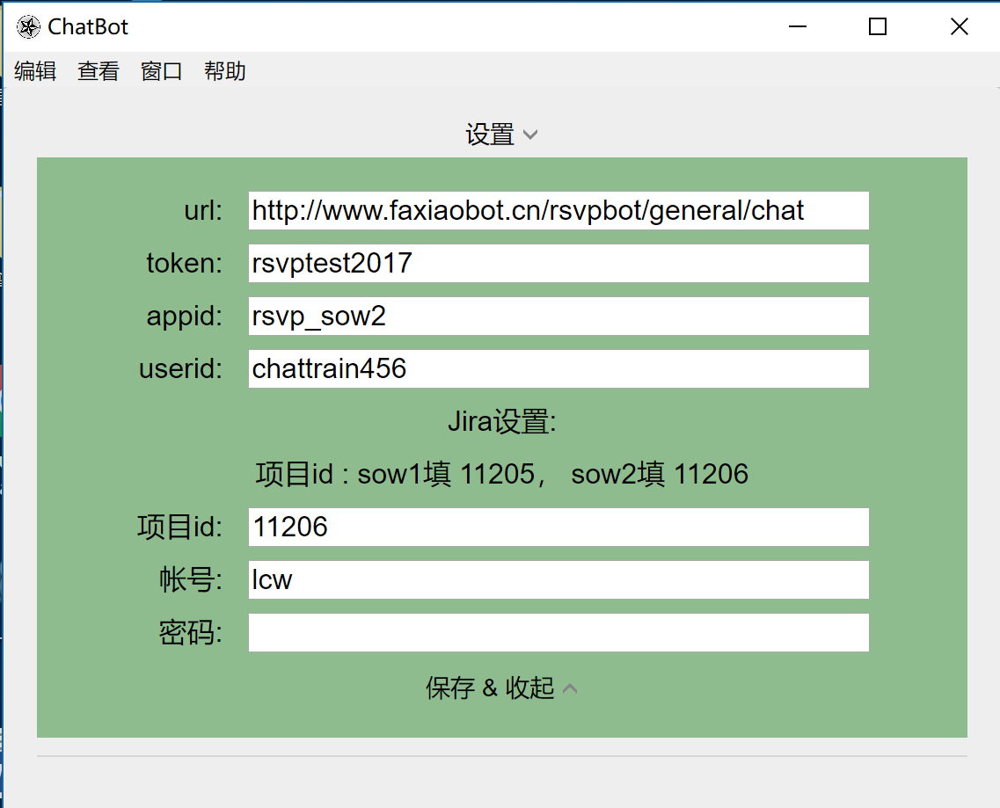 ChatBot
编辑 查看 窗口 帮助
设置
url: http://www.faxiaobot.cn/rsvpbot/general/chat
token: rsvptest2017
appid: rsvp_sow2
userid: chattrain456
Jira设置:
项目id : sow1填 11205， sow2填 11206
项目id: 11206
帐号: lcw
密码:
保存 & 收起